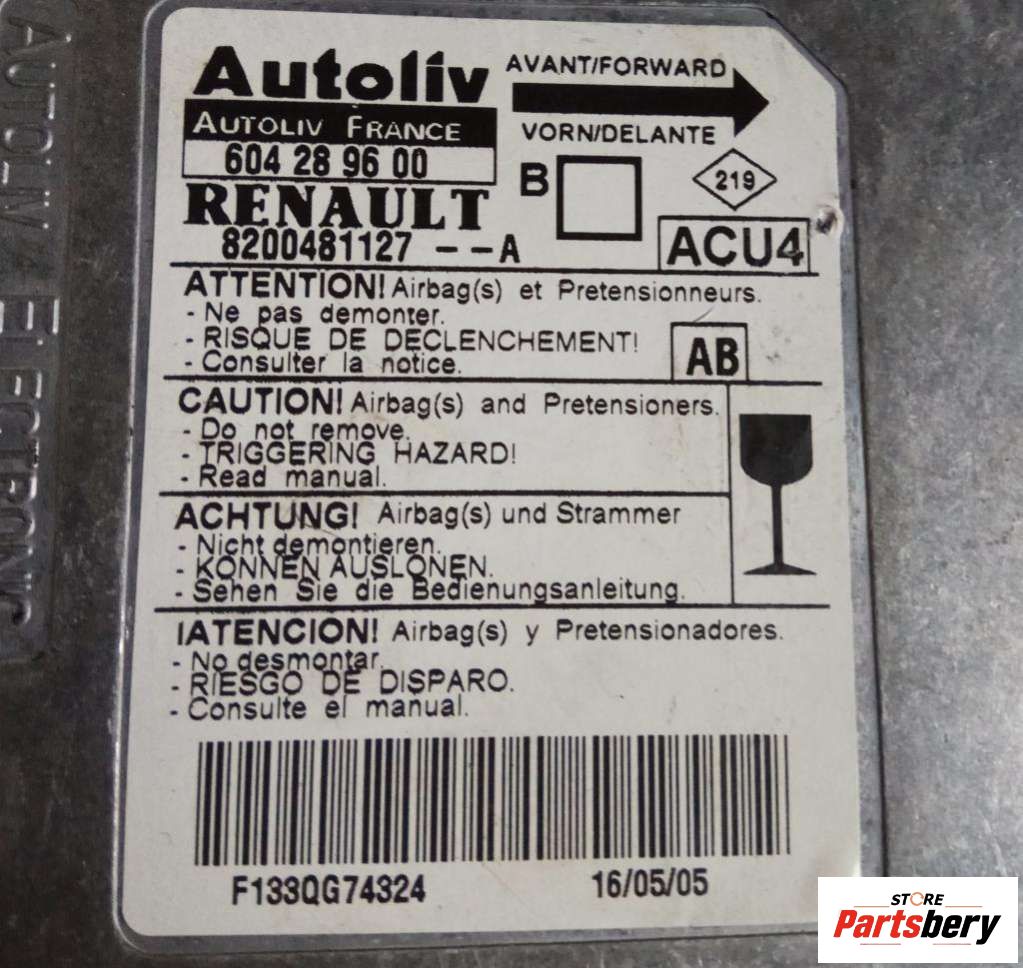 Autoliv
AUTOLIV FRANCE
604 28 96 00
RENAULT
8200481127 --A
AVANT/FORWARD
VORN/DELANTE
B
219
ACU4
ATTENTION! Airbag(s) et Pretensionneurs.
- Ne pas demonter.
- RISQUE DE DECLENCHEMENT!
- Consulter la notice.
AB
CAUTION! Airbag(s) and Pretensioners.
- Do not remove.
- TRIGGERING HAZARD!
- Read manual.
ACHTUNG! Airbag(s) und Strammer
- Nicht demontieren.
- KONNEN AUSLONEN.
- Sehen Sie die Bedienungsanleitung.
¡ATENCION! Airbag(s) y Pretensionadores.
- No desmontar.
- RIESGO DE DISPARO.
- Consulte el manual.
F133QG74324 16/05/05
AUTOLIV ELECTRONIC
STORE
Partsbery